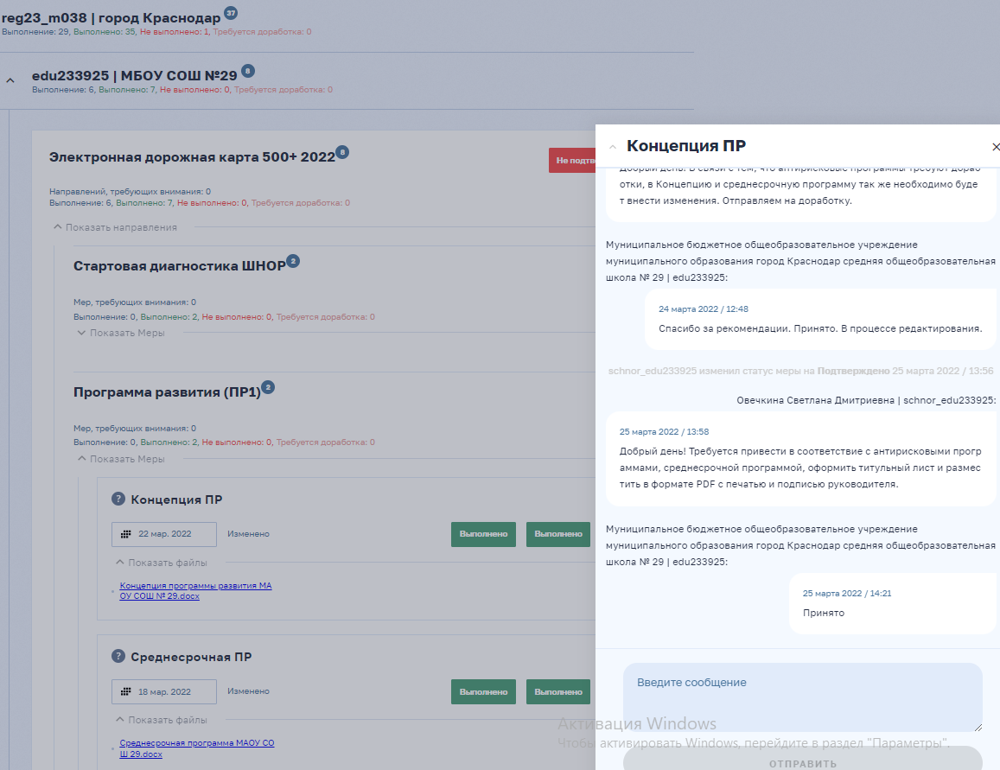 reg23_m038 | город Краснодар 37
Выполнение: 29, Выполнено: 35, Не выполнено: 1, Требуется доработка: 0
edu233925 | МБОУ СОШ №29 8
Выполнение: 6, Выполнено: 7, Не выполнено: 0, Требуется доработка: 0
Электронная дорожная карта 500+ 2022 8
Не подтве
Направлений, требующих внимания: 0
Выполнение: 6, Выполнено: 7, Не выполнено: 0, Требуется доработка: 0
Показать направления
Стартовая диагностика ШНОР 2
Мер, требующих внимания: 0
Выполнение: 0, Выполнено: 2, Не выполнено: 0, Требуется доработка: 0
Показать Меры
Программа развития (ПР1) 2
Мер, требующих внимания: 0
Выполнение: 0, Выполнено: 2, Не выполнено: 0, Требуется доработка: 0
Показать Меры
? Концепция ПР
22 мар. 2022 Изменено Выполнено Выполнено
Показать файлы
Концепция программы развития МА
ОУ СОШ № 29.docx
? Среднесрочная ПР
18 мар. 2022 Изменено Выполнено Выполнено
Показать файлы
Среднесрочная программа МАОУ СО
Ш 29.docx
Концепция ПР
Добрый день! В связи с тем, что антирисковые программы требуют дораб
отки, в Концепцию и среднесрочную программу так же необходимо буде
т внести изменения. Отправляем на доработку.
Муниципальное бюджетное общеобразовательное учреждение
муниципального образования город Краснодар средняя общеобразовательная
школа № 29 | edu233925:
24 марта 2022 / 12:48
Спасибо за рекомендации. Принято. В процессе редактирования.
schnor_edu233925 изменил статус меры на Подтверждено 25 марта 2022 / 13:56
Овечкина Светлана Дмитриевна | schnor_edu233925:
25 марта 2022 / 13:58
Добрый день! Требуется привести в соответствие с антирисковыми прогр
аммами, среднесрочной программой, оформить титульный лист и размес
тить в формате PDF с печатью и подписью руководителя.
Муниципальное бюджетное общеобразовательное учреждение
муниципального образования город Краснодар средняя общеобразовательная
школа № 29 | edu233925:
25 марта 2022 / 14:21
Принято
Введите сообщение
Активация Windows
Чтобы активировать Windows, перейдите в раздел "Параметры".
ОТПРАВИТЬ